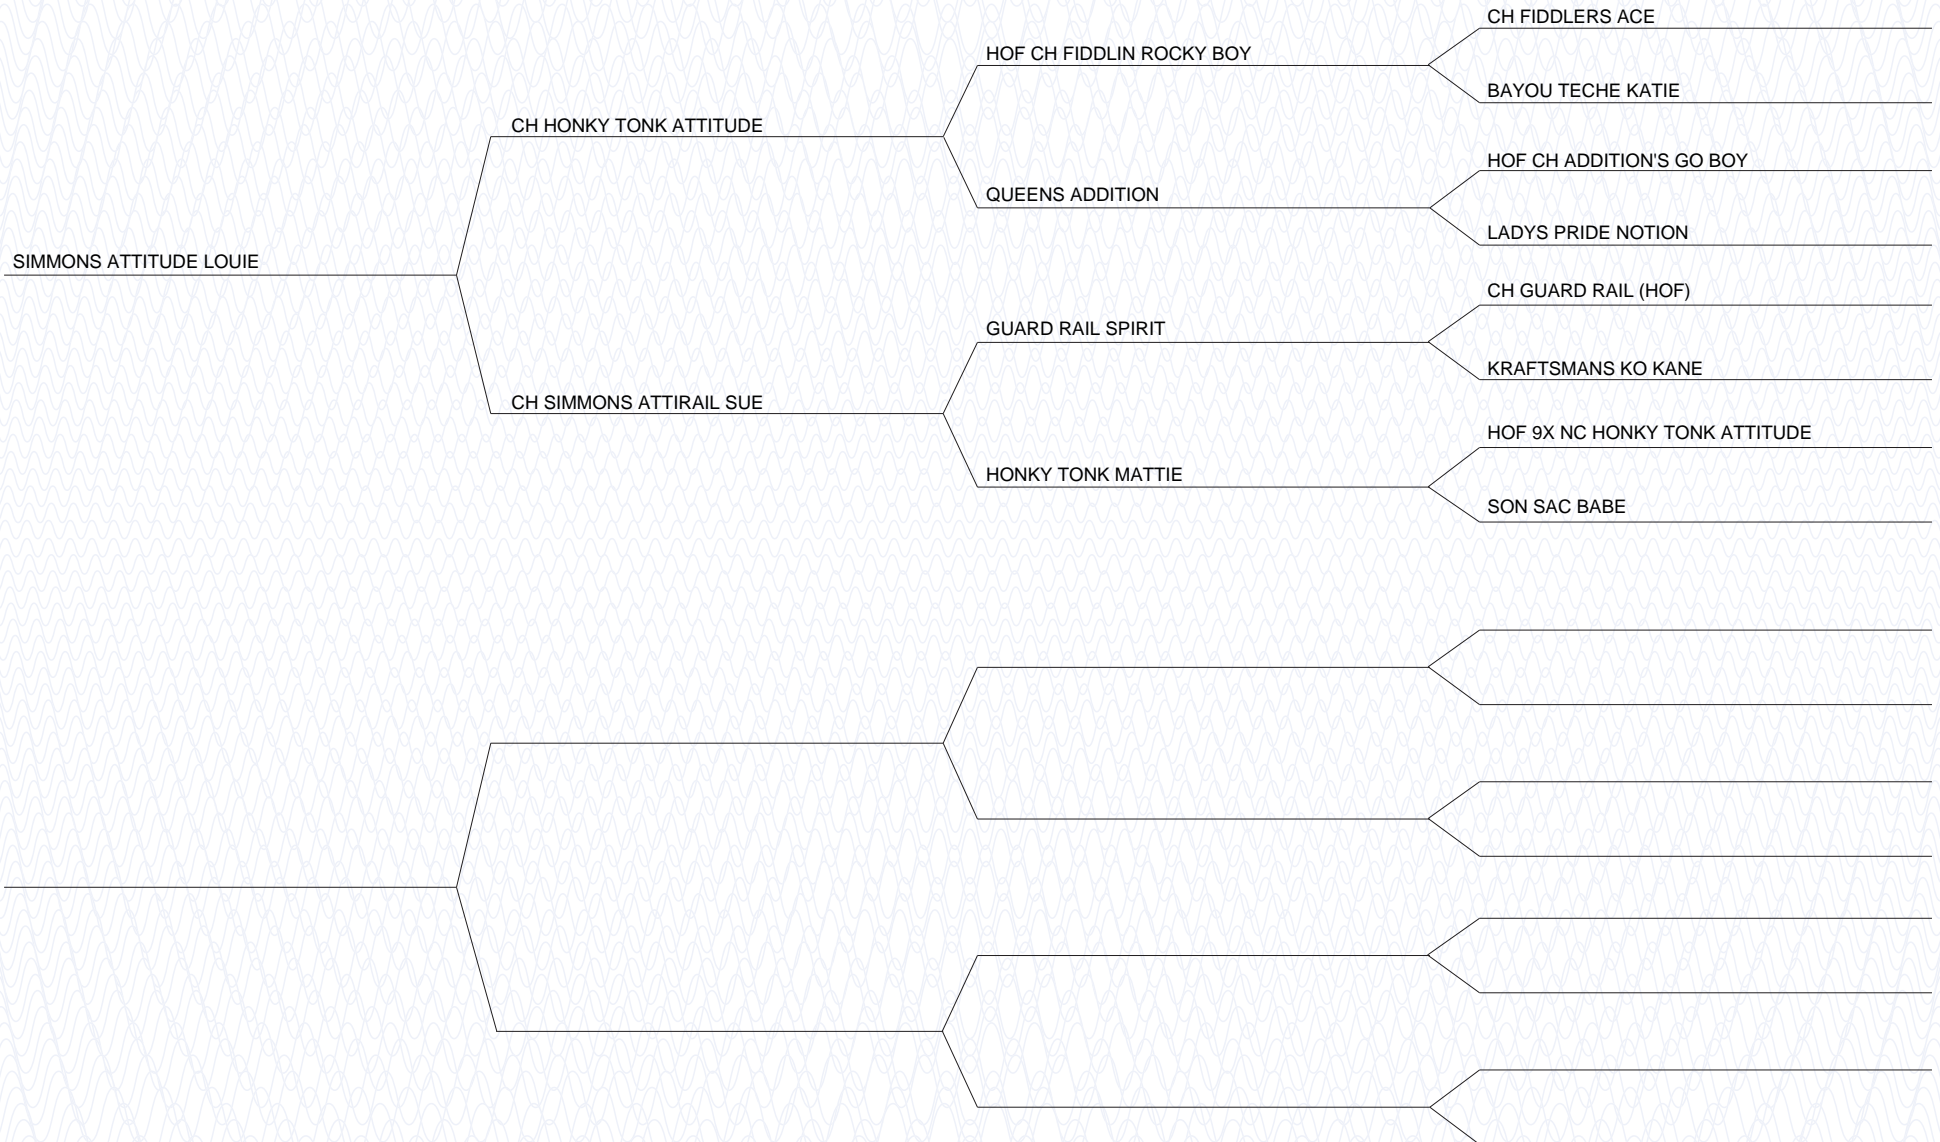 CH FIDDLERS ACE
HOF CH FIDDLIN ROCKY BOY
BAYOU TECHE KATIE
CH HONKY TONK ATTITUDE
HOF CH ADDITION'S GO BOY
QUEENS ADDITION
LADYS PRIDE NOTION
SIMMONS ATTITUDE LOUIE
CH GUARD RAIL (HOF)
GUARD RAIL SPIRIT
KRAFTSMANS KO KANE
CH SIMMONS ATTIRAIL SUE
HOF 9X NC HONKY TONK ATTITUDE
HONKY TONK MATTIE
SON SAC BABE